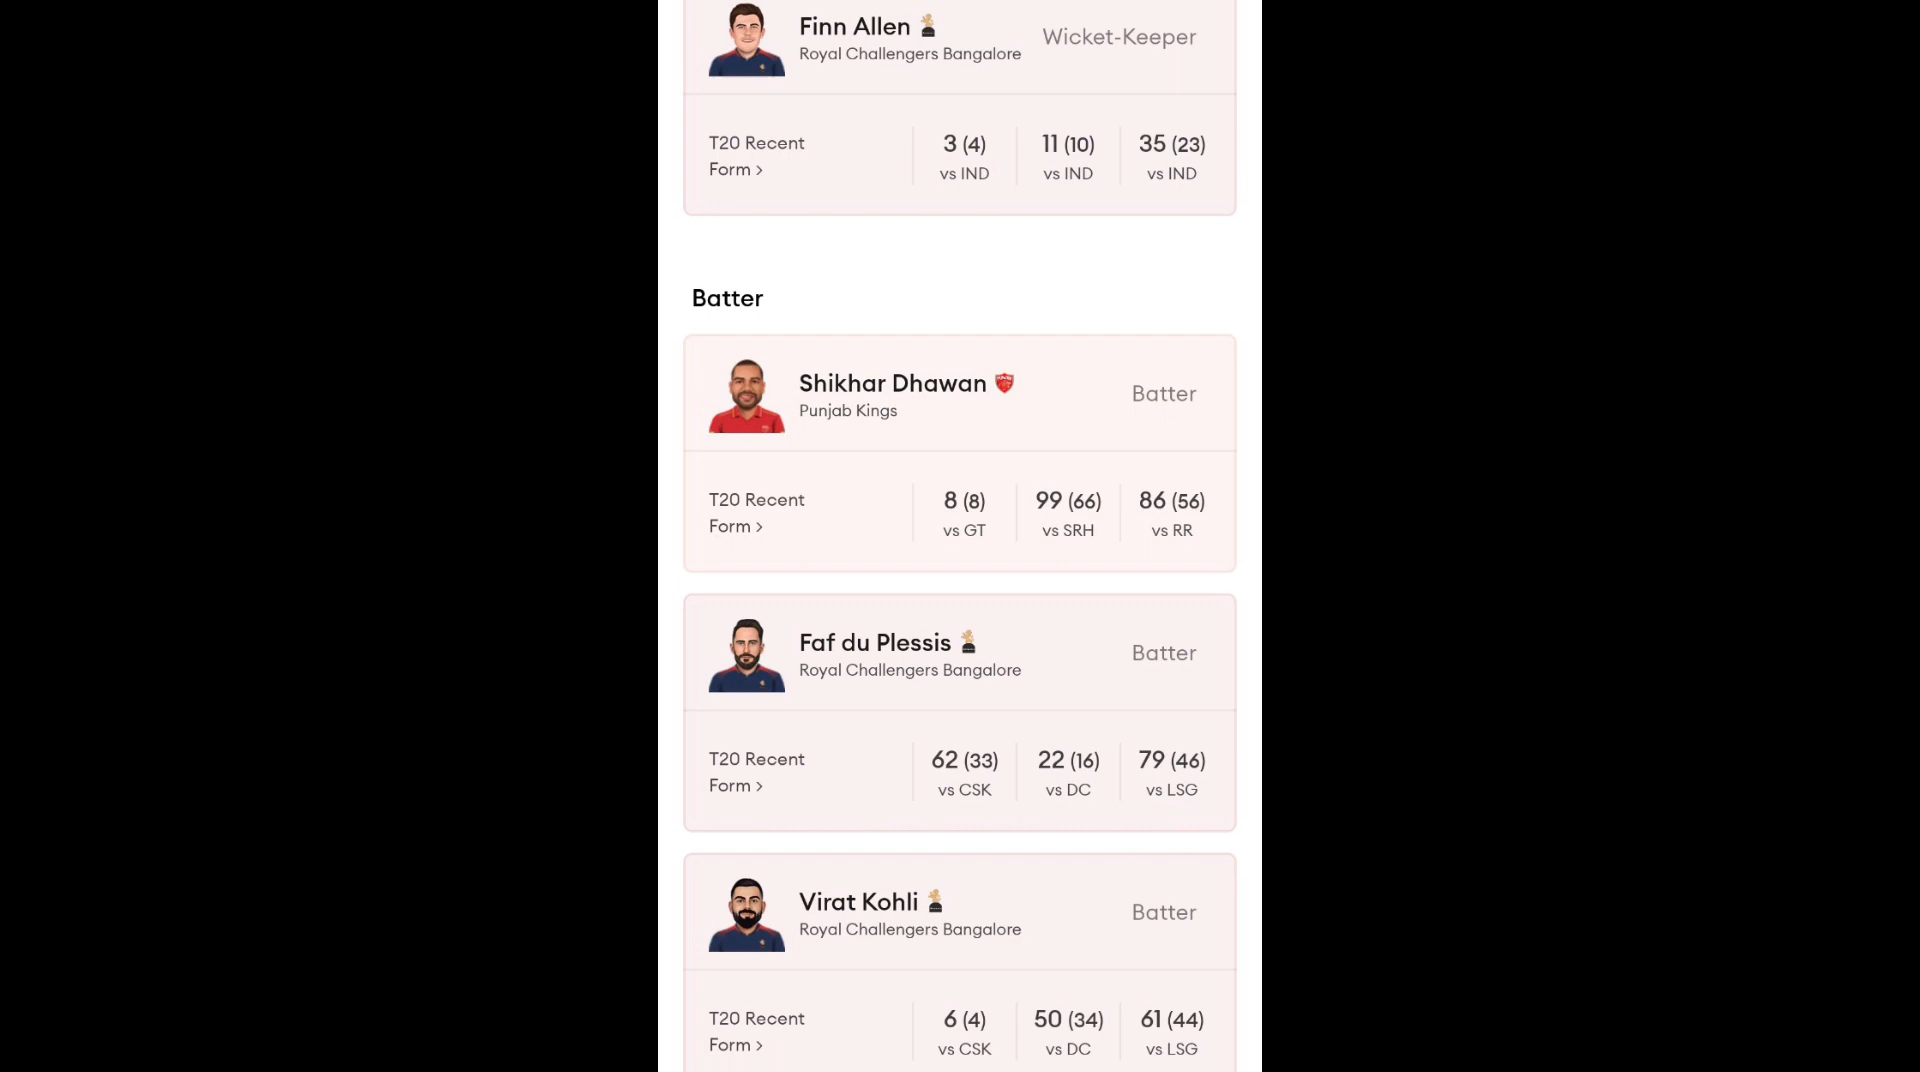 Finn Allen
Royal Challengers Bangalore
Wicket-Keeper
T20 Recent
Form >
3 (4)
vs IND
11 (10)
vs IND
35 (23)
vs IND
Batter
Shikhar Dhawan
Punjab Kings
Batter
T20 Recent
Form >
8 (8)
vs GT
99 (66)
vs SRH
86 (56)
vs RR
Faf du Plessis
Royal Challengers Bangalore
Batter
T20 Recent
Form >
62 (33)
vs CSK
22 (16)
vs DC
79 (46)
vs LSG
Virat Kohli
Royal Challengers Bangalore
Batter
T20 Recent
Form >
6 (4)
vs CSK
50 (34)
vs DC
61 (44)
vs LSG